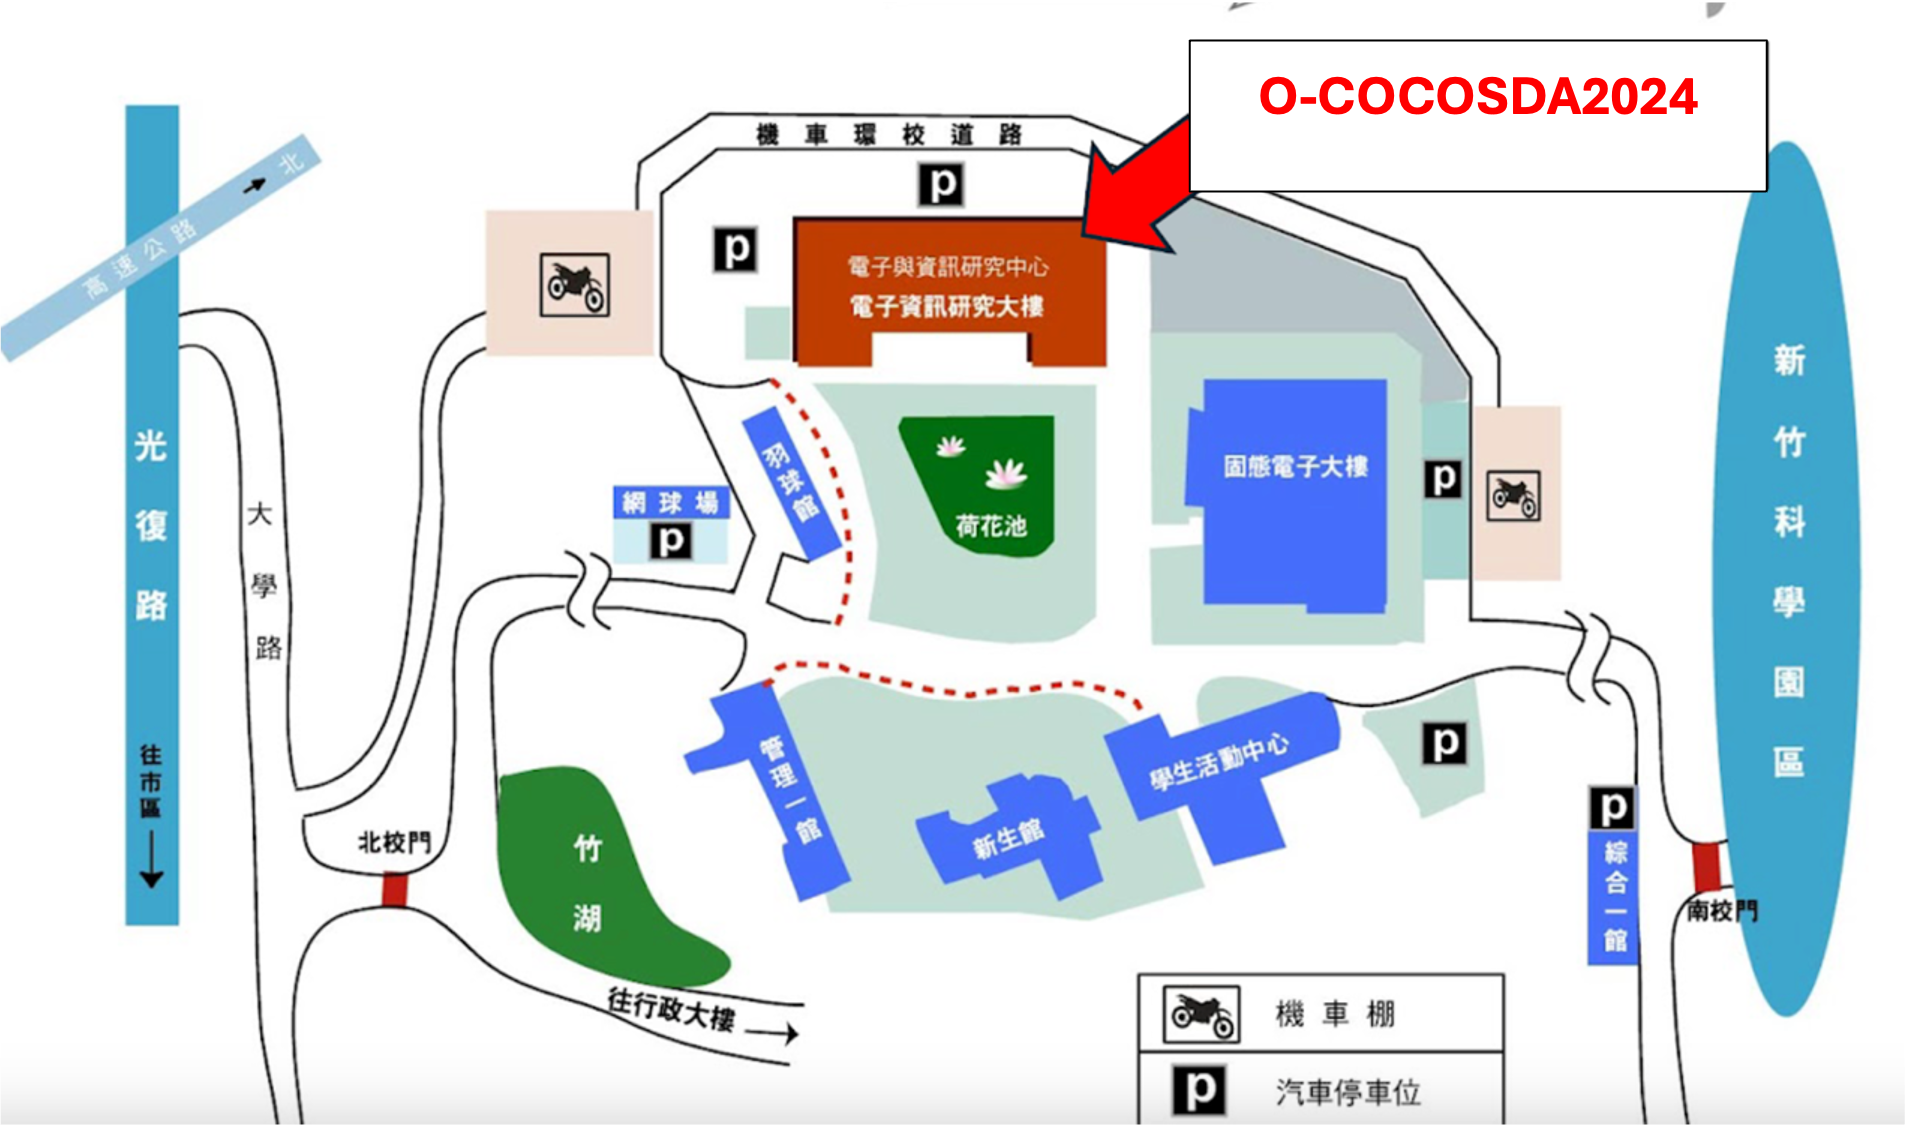 O-COCOSDA2024
機車環校道路
P
P
北
高速公路
電子與資訊研究中心
電子資訊研究大樓
光復路
往市區
大學路
羽球館
網球場
P
荷花池
固態電子大樓
P
新竹科學園區
管理一館
新生館
學生活動中心
P
P
綜合一館
北校門
南校門
竹湖
往行政大樓
機車棚
P
汽車停車位